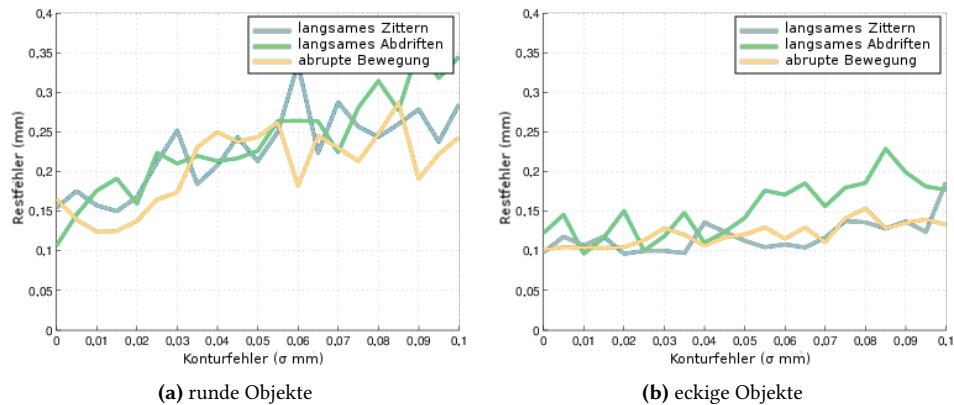 0,4
0,35
0,3
0,25
0,2
0,15
0,1
0,05
0
Restfehler (mm)
langsames Zittern
langsames Abdriften
abrupte Bewegung
0 0.01 0.02 0.03 0.04 0.05 0.06 0.07 0.08 0.09 0.1
Konturfehler (σ mm)
(a) runde Objekte
0,4
0,35
0,3
0,25
0,2
0,15
0,1
0,05
0
Restfehler (mm)
langsames Zittern
langsames Abdriften
abrupte Bewegung
0 0.01 0.02 0.03 0.04 0.05 0.06 0.07 0.08 0.09 0.1
Konturfehler (σ mm)
(b) eckige Objekte